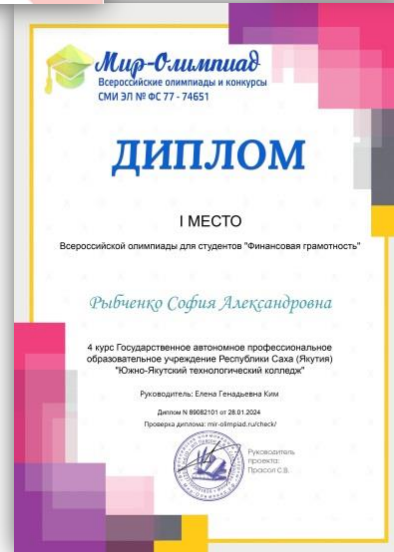 Мир-Олимпиад
Всероссийские олимпиады и конкурсы
СМИ ЭЛ № ФС 77 - 74651
ДИПЛОМ
I МЕСТО
Всероссийской олимпиады для студентов "Финансовая грамотность"
Рыбченко София Александровна
4 курс Государственное автономное профессиональное
образовательное учреждение Республики Саха (Якутия)
"Южно-Якутский технологический колледж"
Руководитель: Елена Генадьевна Ким
Диплом N 89082101 от 28.01.2024
Проверка диплома: mir-olimpiad.ru/check/
Руководитель
проекта:
Прасол С.В.